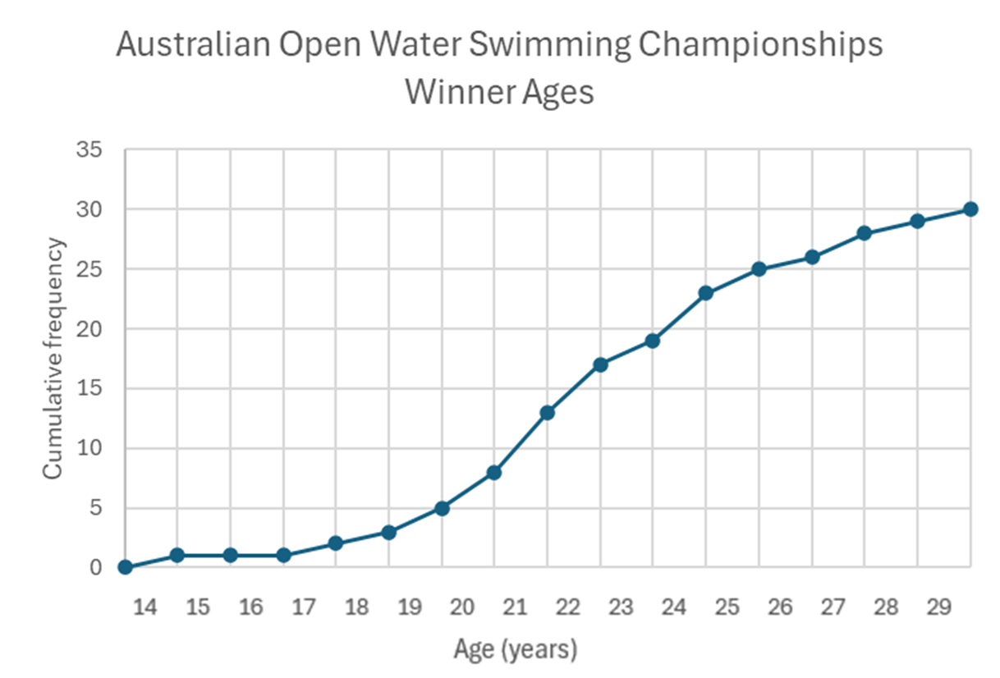 Australian Open Water Swimming Championships
Winner Ages
35
30
25
20
15
10
5
0
Cumulative frequency
14 15 16 17 18 19 20 21 22 23 24 25 26 27 28 29
Age (years)